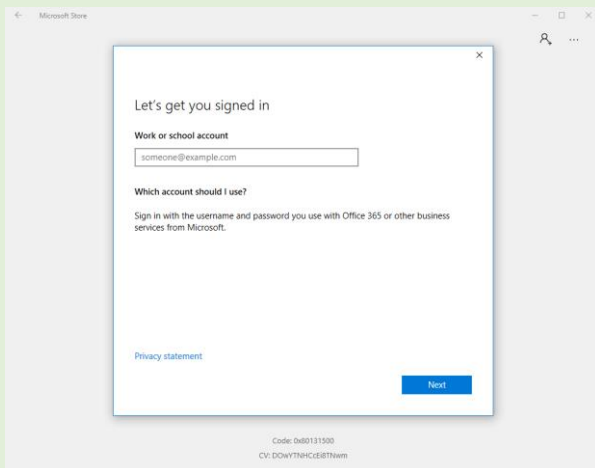 Microsoft Store
Let's get you signed in
Work or school account
someone@example.com
Which account should I use?
Sign in with the username and password you use with Office 365 or other business
services from Microsoft.
Privacy statement
Next
Code: 0x80131500